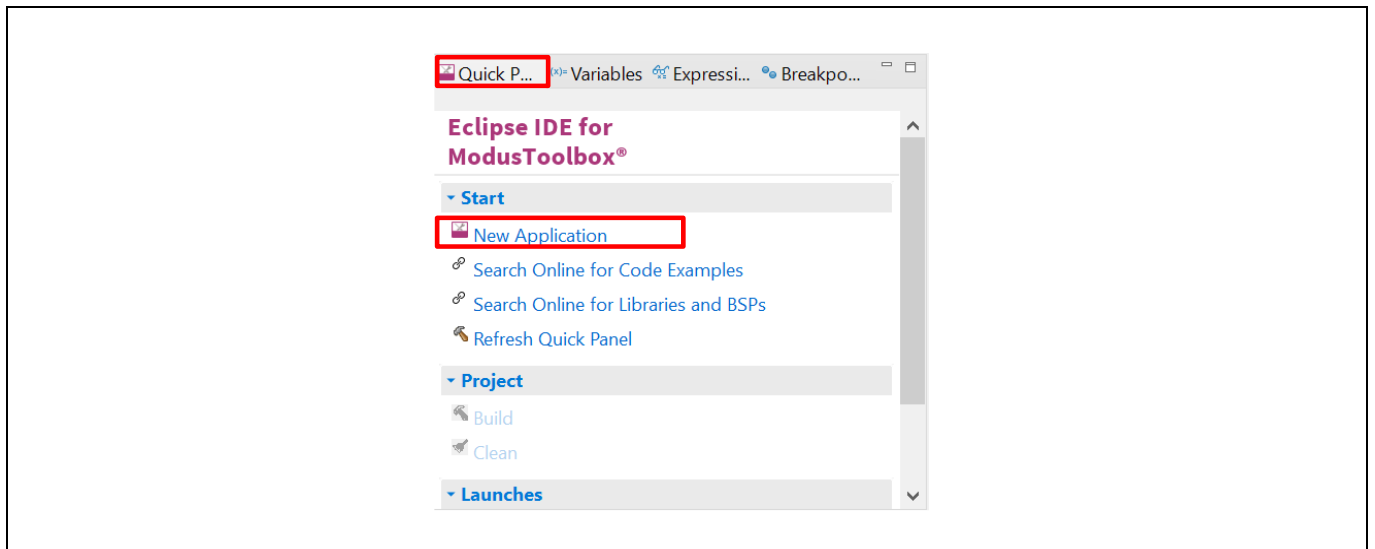 Quick P... (x)= Variables Expressi... Breakpo...
Eclipse IDE for
ModusToolbox®
Start
New Application
Search Online for Code Examples
Search Online for Libraries and BSPs
Refresh Quick Panel
Project
Build
Clean
Launches